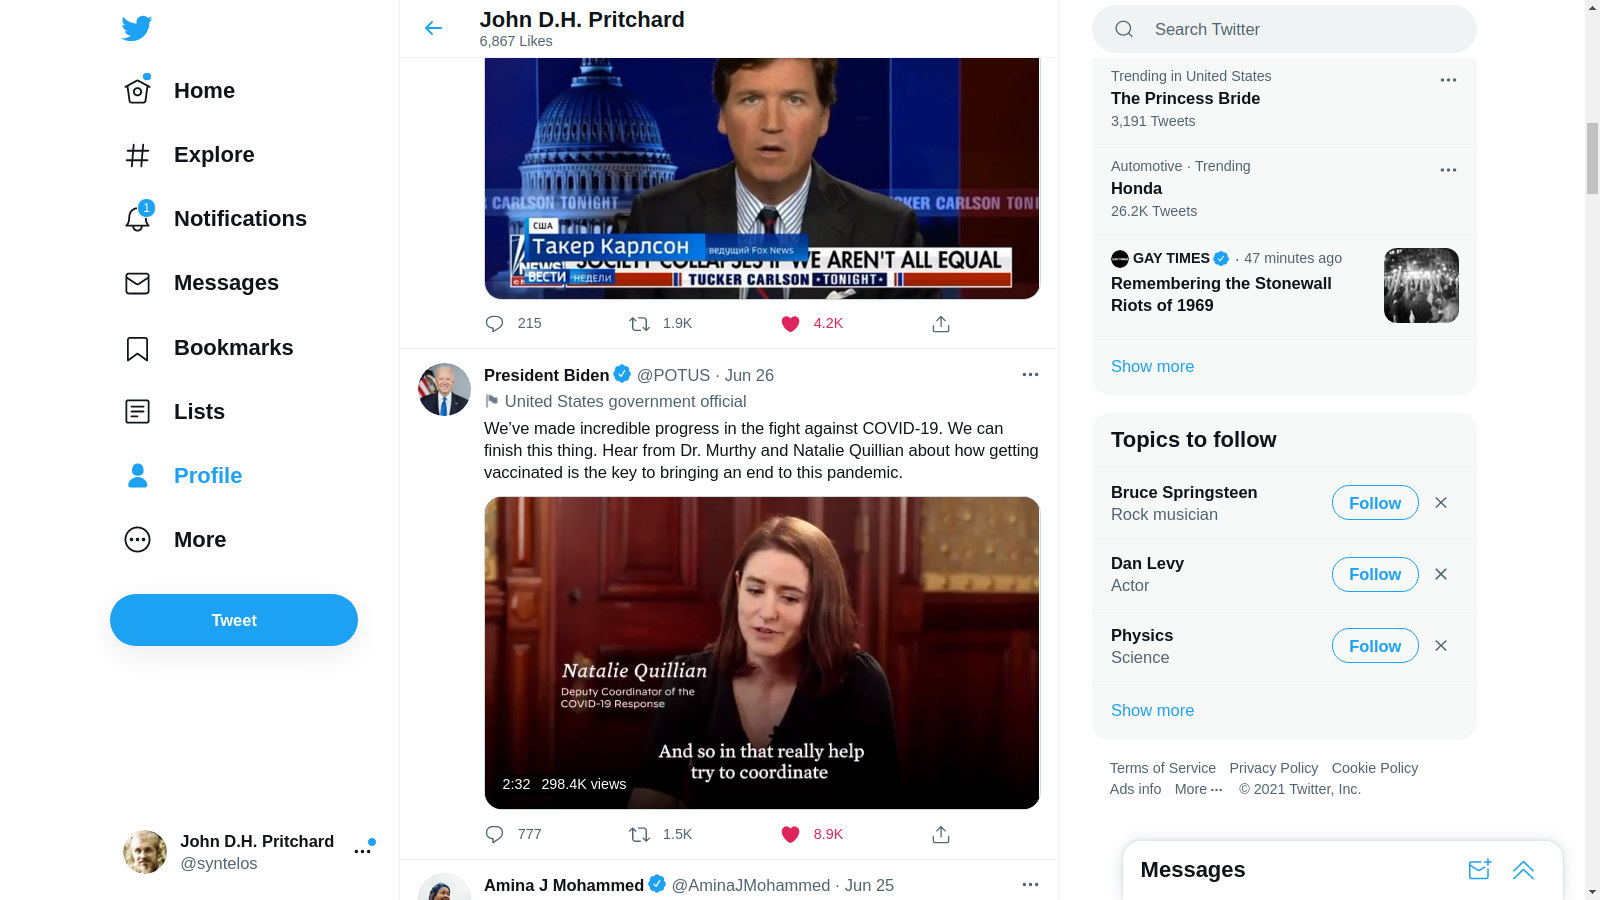 Home
Explore
1
Notifications
Messages
Bookmarks
Lists
Profile
More
Tweet
John D.H. Pritchard
@syntelos
John D.H. Pritchard
6,867 Likes
CARLSON TONIGHT
KER CARLSON TONI
США
Такер Карлсон
ведущий Fox News
WE AREN'T ALL EQUAL
ВЕСТИ НЕДЕЛИ
TUCKER CARLSON TONIGHT
215
1.9K
4.2K
President Biden @POTUS · Jun 26
United States government official
We’ve made incredible progress in the fight against COVID-19. We can
finish this thing. Hear from Dr. Murthy and Natalie Quillian about how getting
vaccinated is the key to bringing an end to this pandemic.
Natalie Quillian
Deputy Coordinator of the
COVID-19 Response
And so in that really help
try to coordinate
2:32 298.4K views
777
1.5K
8.9K
Amina J Mohammed @AminaJMohammed · Jun 25
Search Twitter
Trending in United States
The Princess Bride
3,191 Tweets
Automotive · Trending
Honda
26.2K Tweets
GAY TIMES · 47 minutes ago
Remembering the Stonewall
Riots of 1969
Show more
Topics to follow
Bruce Springsteen
Rock musician
Follow
Dan Levy
Actor
Follow
Physics
Science
Follow
Show more
Terms of Service Privacy Policy Cookie Policy
Ads info More ··· © 2021 Twitter, Inc.
Messages